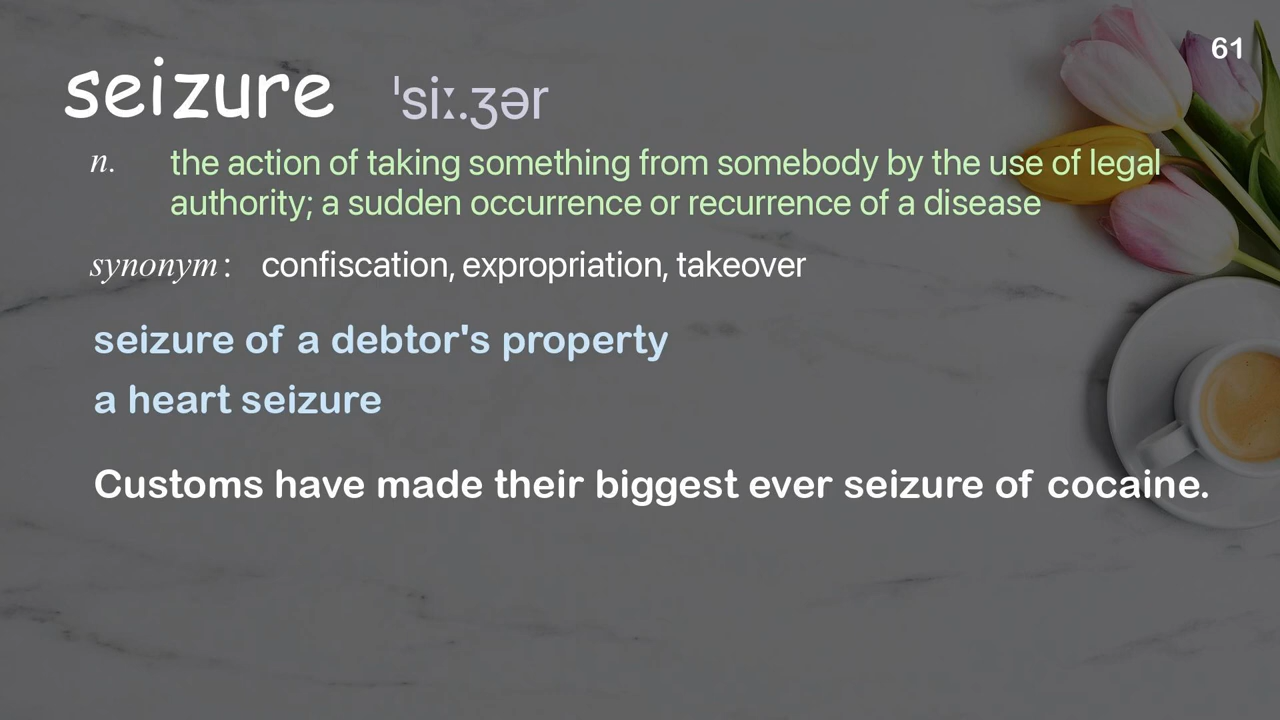 61
seizure ˈsiː.ʒər
n. the action of taking something from somebody by the use of legal
authority; a sudden occurrence or recurrence of a disease
synonym: confiscation, expropriation, takeover
seizure of a debtor's property
a heart seizure
Customs have made their biggest ever seizure of cocaine.